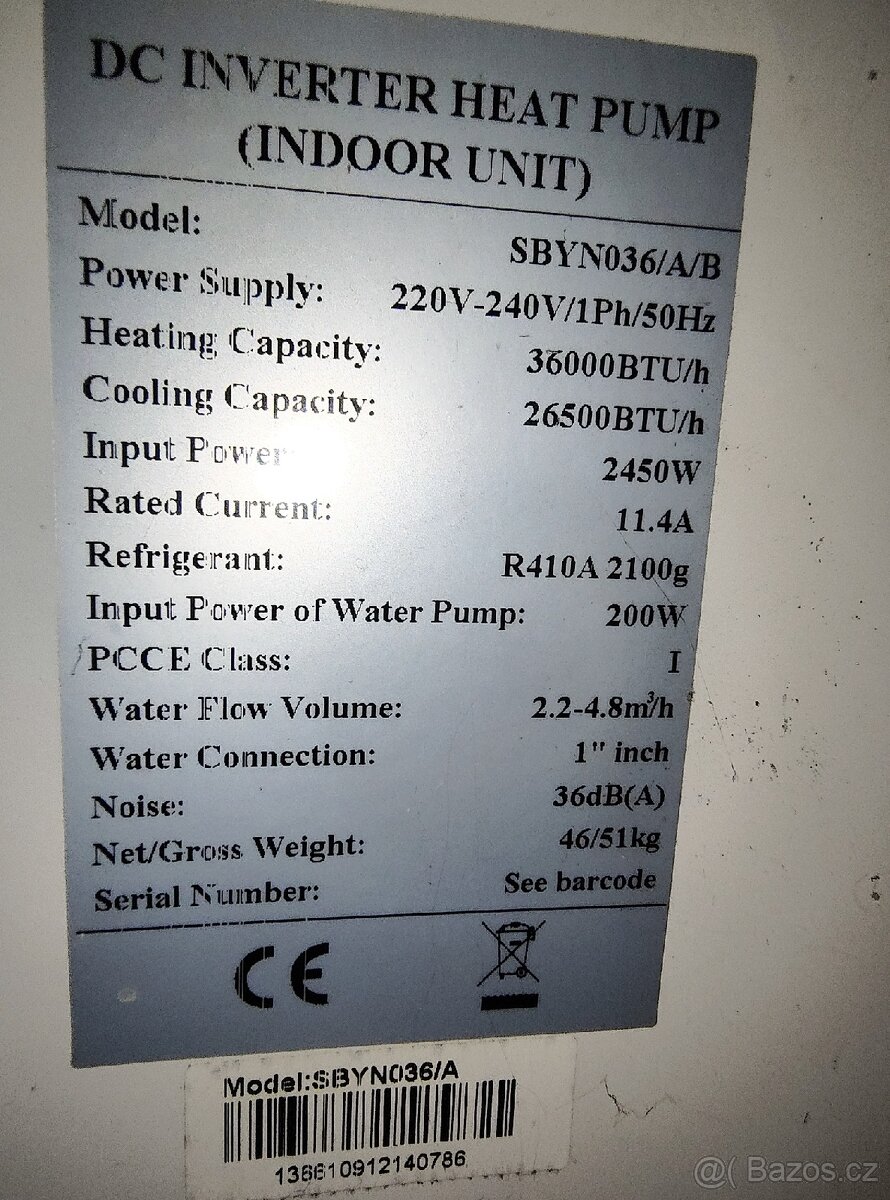 DC INVERTER HEAT PUMP
(INDOOR UNIT)
Model: SBYN036/A/B
Power Supply: 220V-240V/1Ph/50Hz
Heating Capacity: 36000BTU/h
Cooling Capacity: 26500BTU/h
Input Power 2450W
Rated Current: 11.4A
Refrigerant: R410A 2100g
Input Power of Water Pump: 200W
PCCE Class: I
Water Flow Volume: 2.2-4.8m³/h
Water Connection: 1" inch
Noise: 36dB(A)
Net/Gross Weight: 46/51kg
Serial Number: See barcode
CE
Model:SBYN036/A
136610912140786
@( Bazos.cz